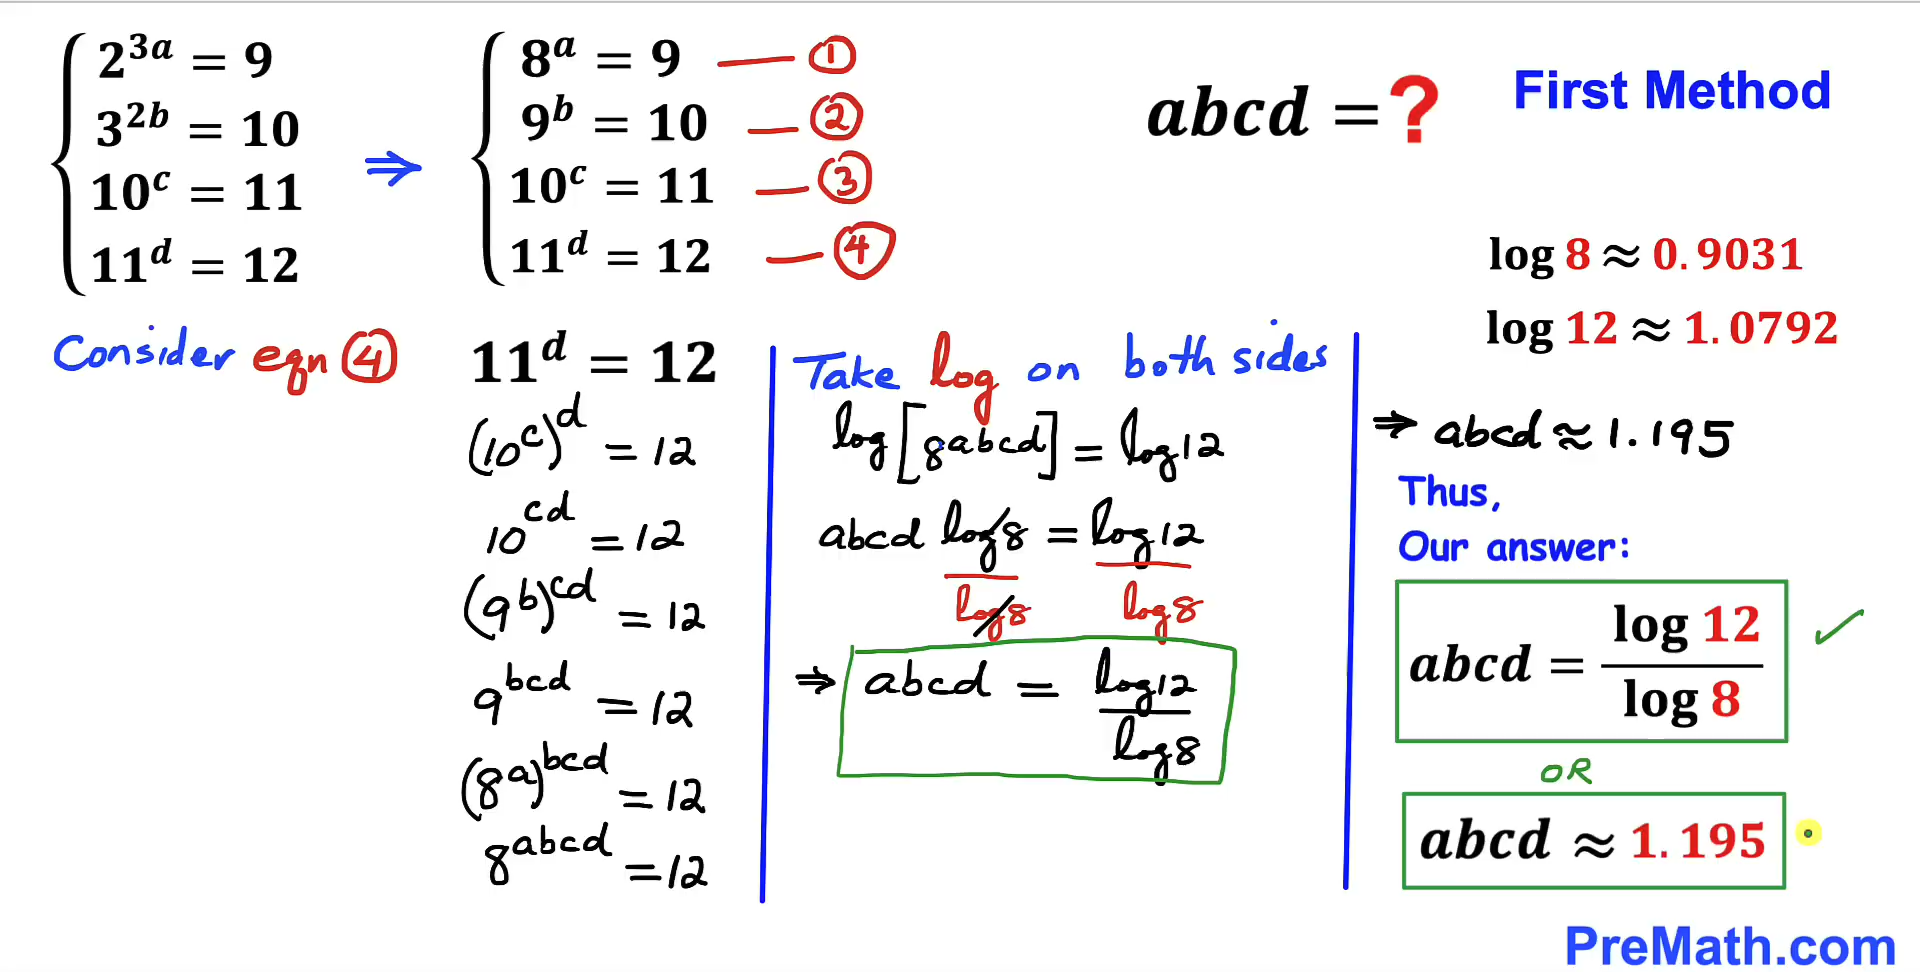 2^{3a} = 9
3^{2b} = 10
10^c = 11
11^d = 12
⇒
8^a = 9 — ①
9^b = 10 — ②
10^c = 11 — ③
11^d = 12 — ④
abcd = ?
First Method
log 8 ≈ 0.9031
log 12 ≈ 1.0792
Consider eqn ④
11^d = 12
(10^c)^d = 12
10^{cd} = 12
(9^b)^{cd} = 12
9^{bcd} = 12
(8^a)^{bcd} = 12
8^{abcd} = 12
Take log on both sides
log [8^{abcd}] = log 12
abcd log 8 = log 12
log 8 log 8
⇒ abcd = log 12
log 8
⇒ abcd ≈ 1.195
Thus,
Our answer:
abcd = log 12
log 8
✓
OR
abcd ≈ 1.195
PreMath.com